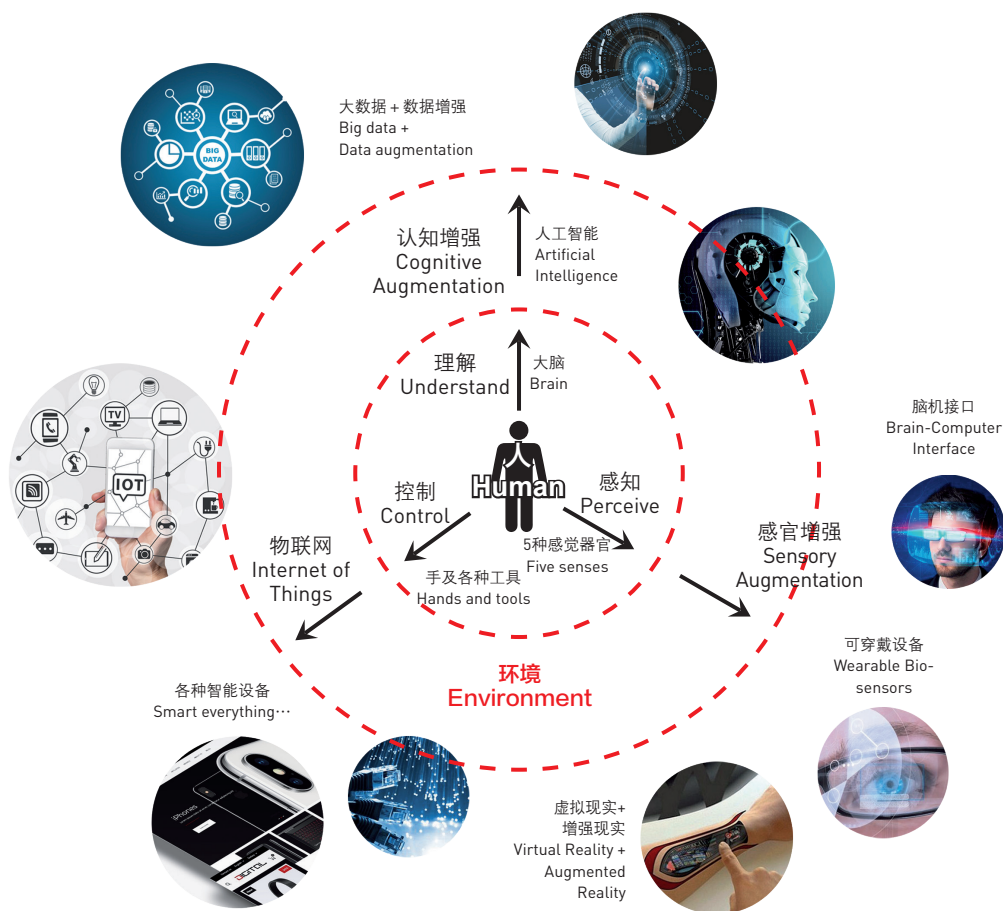 大数据 + 数据增强
Big data +
Data augmentation
BIG
DATA
认知增强
Cognitive
Augmentation
人工智能
Artificial
Intelligence
理解
Understand
大脑
Brain
脑机接口
Brain-Computer
Interface
TV
IOT
Human
控制
Control
感知
Perceive
物联网
Internet of
Things
手及各种工具
Hands and tools
5种感觉器官
Five senses
感官增强
Sensory
Augmentation
环境
Environment
可穿戴设备
Wearable Bio-
sensors
各种智能设备
Smart everything…
iPhones
DIGITAL
虚拟现实+
增强现实
Virtual Reality +
Augmented
Reality